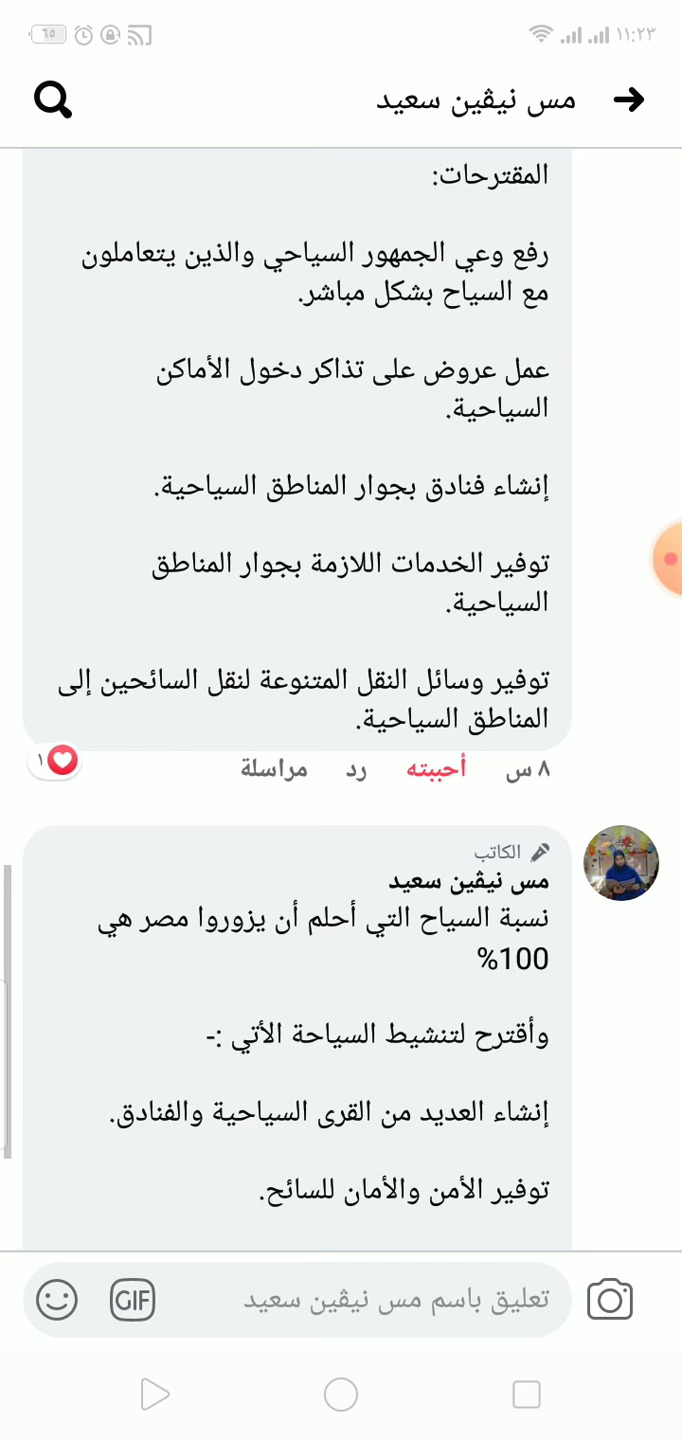 ٦٥ ١١:٢٣
مس نيڤين سعيد
المقترحات:
رفع وعي الجمهور السياحي والذين يتعاملون
مع السياح بشكل مباشر.
عمل عروض على تذاكر دخول الأماكن
السياحية.
إنشاء فنادق بجوار المناطق السياحية.
توفير الخدمات اللازمة بجوار المناطق
السياحية.
توفير وسائل النقل المتنوعة لنقل السائحين إلى
المناطق السياحية.
٨ س أحببته رد مراسلة ١
الكاتب
مس نيڤين سعيد
نسبة السياح التي أحلم أن يزوروا مصر هي
100%
وأقترح لتنشيط السياحة الأتي :-
إنشاء العديد من القرى السياحية والفنادق.
توفير الأمن والأمان للسائح.
تعليق باسم مس نيڤين سعيد GIF